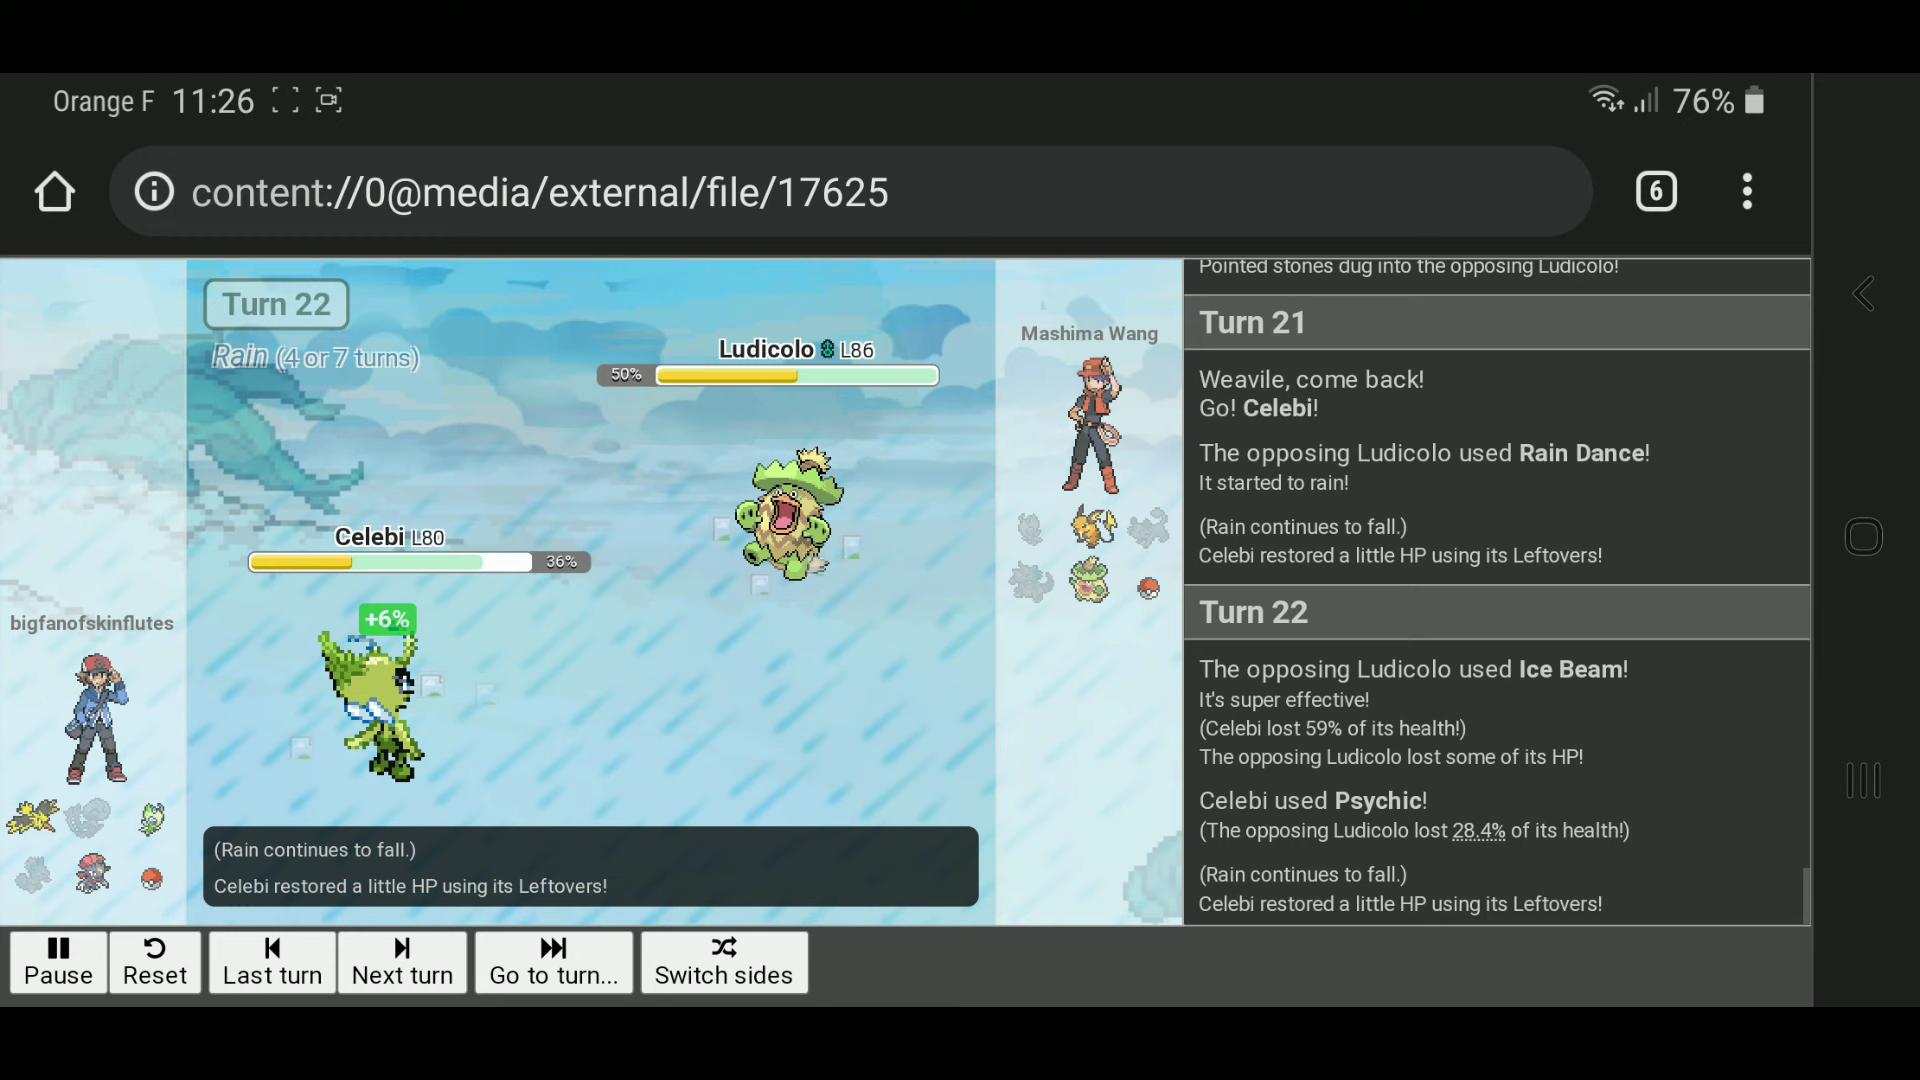 Orange F 11:26
76%
content://0@media/external/file/17625
6
Turn 22
Rain (4 or 7 turns)
Ludicolo L86
50%
Celebi L80
36%
+6%
bigfanofskinflutes
Mashima Wang
(Rain continues to fall.)
Celebi restored a little HP using its Leftovers!
Pointed stones dug into the opposing Ludicolo!
Turn 21
Weavile, come back!
Go! Celebi!
The opposing Ludicolo used Rain Dance!
It started to rain!
(Rain continues to fall.)
Celebi restored a little HP using its Leftovers!
Turn 22
The opposing Ludicolo used Ice Beam!
It's super effective!
(Celebi lost 59% of its health!)
The opposing Ludicolo lost some of its HP!
Celebi used Psychic!
(The opposing Ludicolo lost 28.4% of its health!)
(Rain continues to fall.)
Celebi restored a little HP using its Leftovers!
Pause
Reset
Last turn
Next turn
Go to turn...
Switch sides